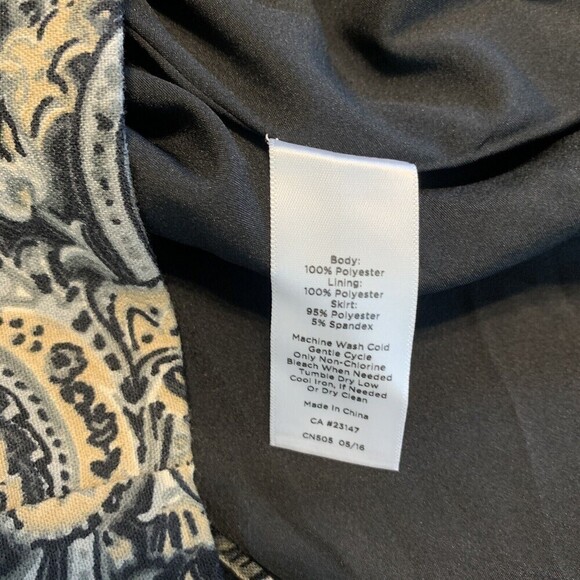 Body:
100% Polyester
Lining:
100% Polyester
Skirt:
95% Polyester
5% Spandex
Machine Wash Cold
Gentle Cycle
Only Non-Chlorine
Bleach When Needed
Tumble Dry Low
Cool Iron, If Needed
Or Dry Clean
Made In China
CA #23147
CN505 05/16